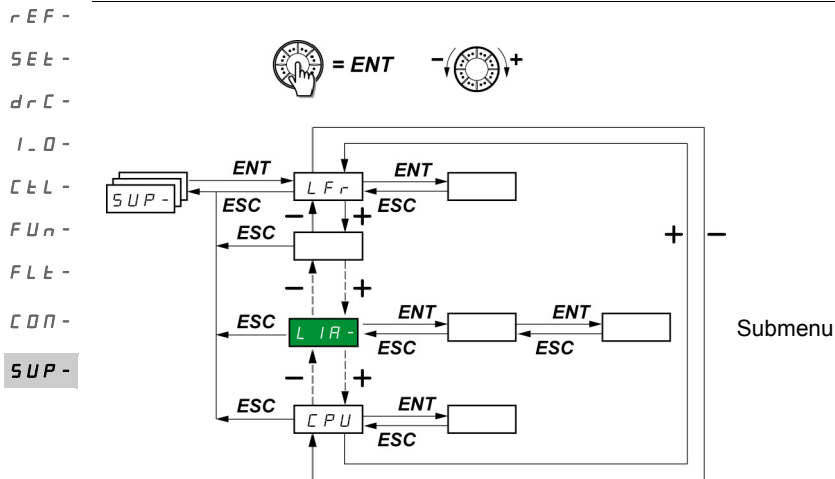 rEF-
SEt-
drC-
I_O-
CtL-
FUn-
FLt-
COM-
SUP-
= ENT
- +
ENT
ENT
SUP-
LFr
ESC
ESC
- +
ESC
+ -
- +
ESC
LIA-
ENT
ENT
ESC
ESC
Submenu
- +
ESC
CPU
ENT
ESC